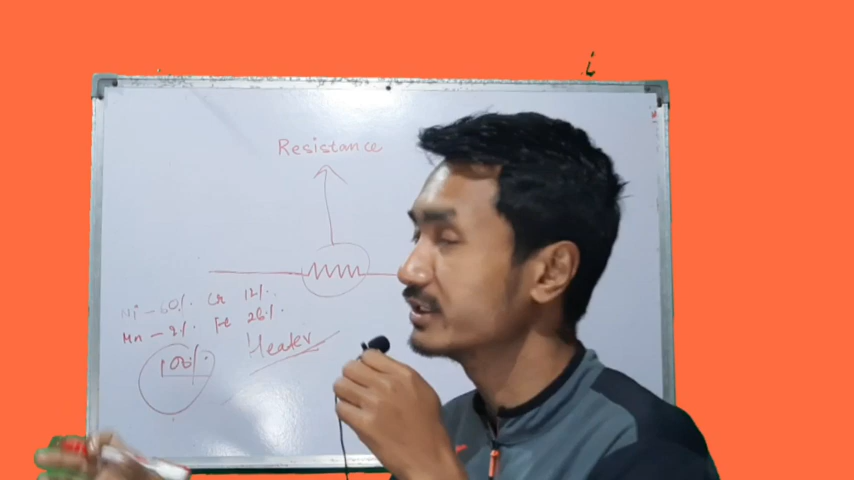 Resistance
Ni - 60%. Cr 12%.
Mn - 2%. Fe 26%.
Heater
100%.